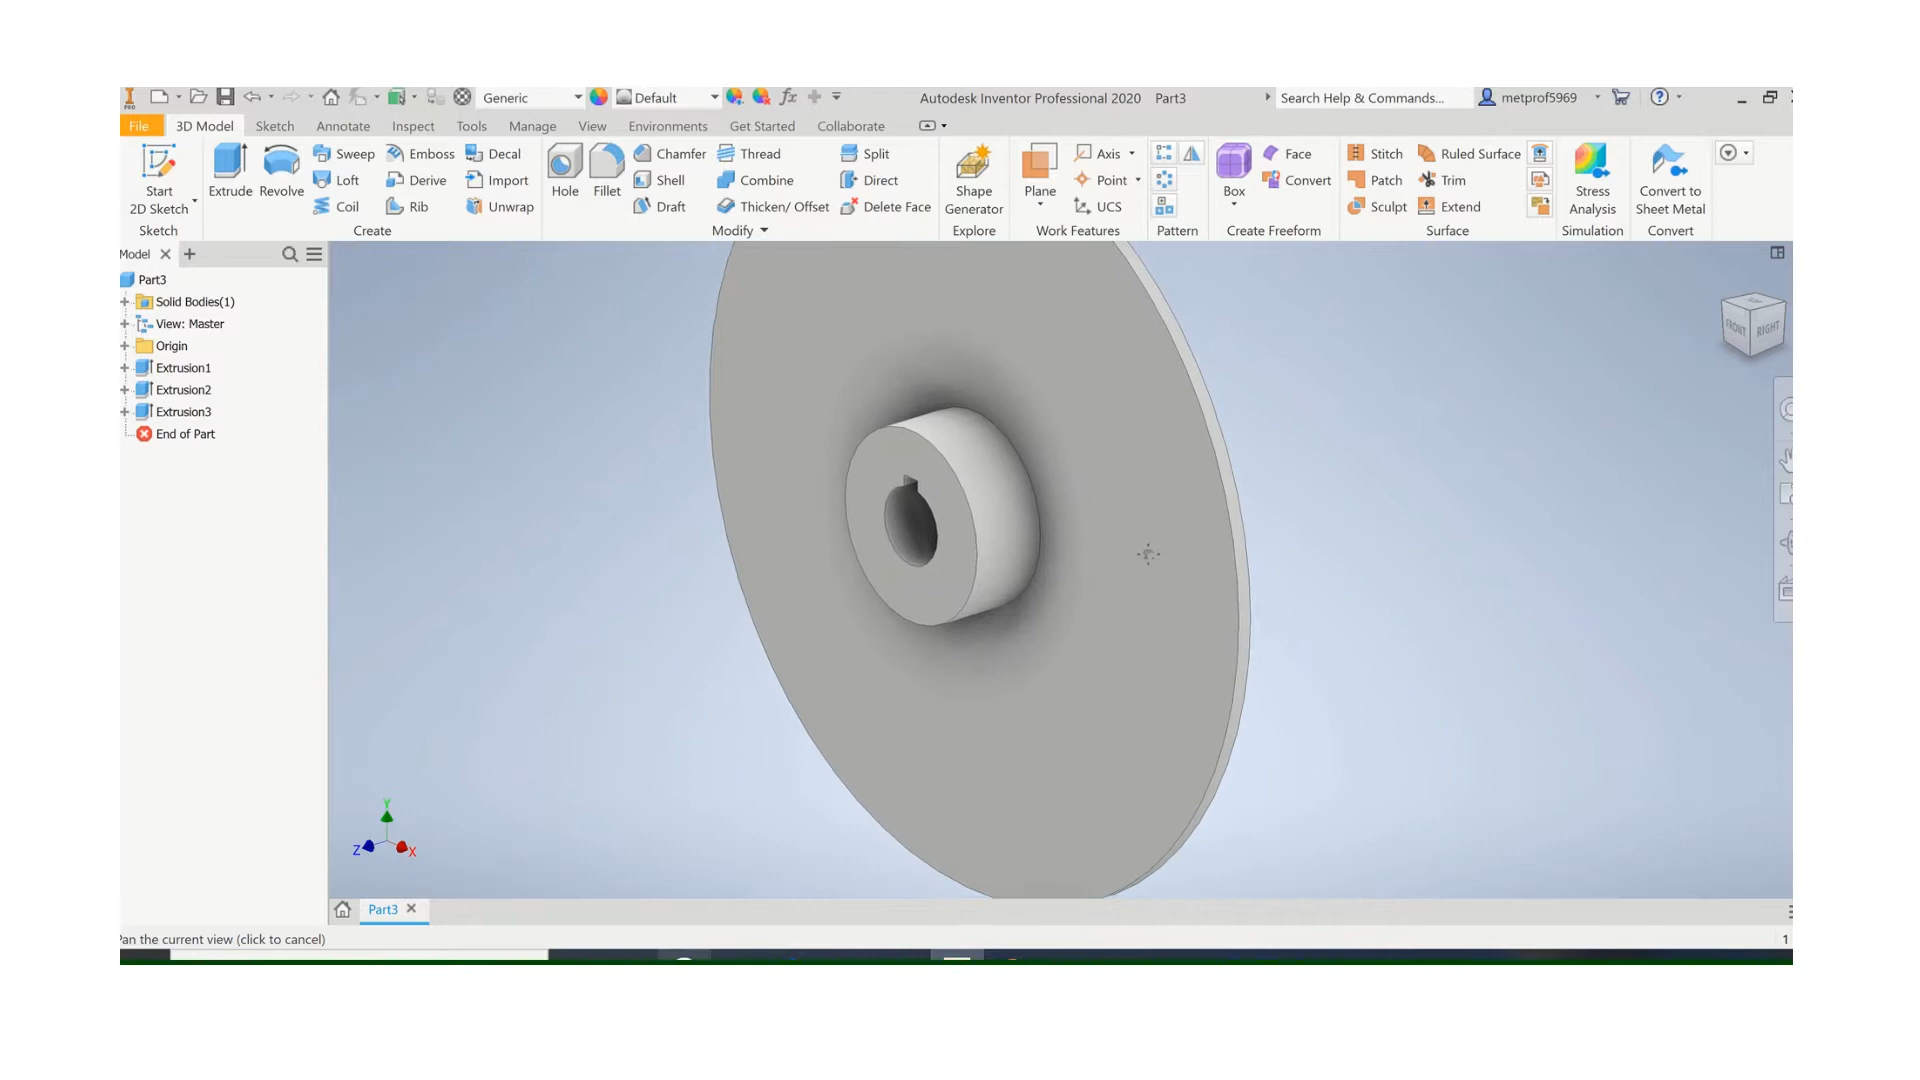 Generic Default Autodesk Inventor Professional 2020 Part3 Search Help & Commands... metprof5969
File 3D Model Sketch Annotate Inspect Tools Manage View Environments Get Started Collaborate
Start 2D Sketch
Extrude
Revolve
Sweep
Loft
Coil
Emboss
Derive
Rib
Decal
Import
Unwrap
Hole
Fillet
Chamfer
Shell
Draft
Thread
Combine
Thicken/ Offset
Split
Direct
Delete Face
Shape Generator
Plane
Axis
Point
UCS
Box
Face
Convert
Stitch
Patch
Sculpt
Ruled Surface
Trim
Extend
Stress Analysis
Convert to Sheet Metal
Sketch Create Modify Explore Work Features Pattern Create Freeform Surface Simulation Convert
Model
Part3
Solid Bodies(1)
View: Master
Origin
Extrusion1
Extrusion2
Extrusion3
End of Part
TOP
FRONT RIGHT
Y
Z X
Part3
Pan the current view (click to cancel) 1